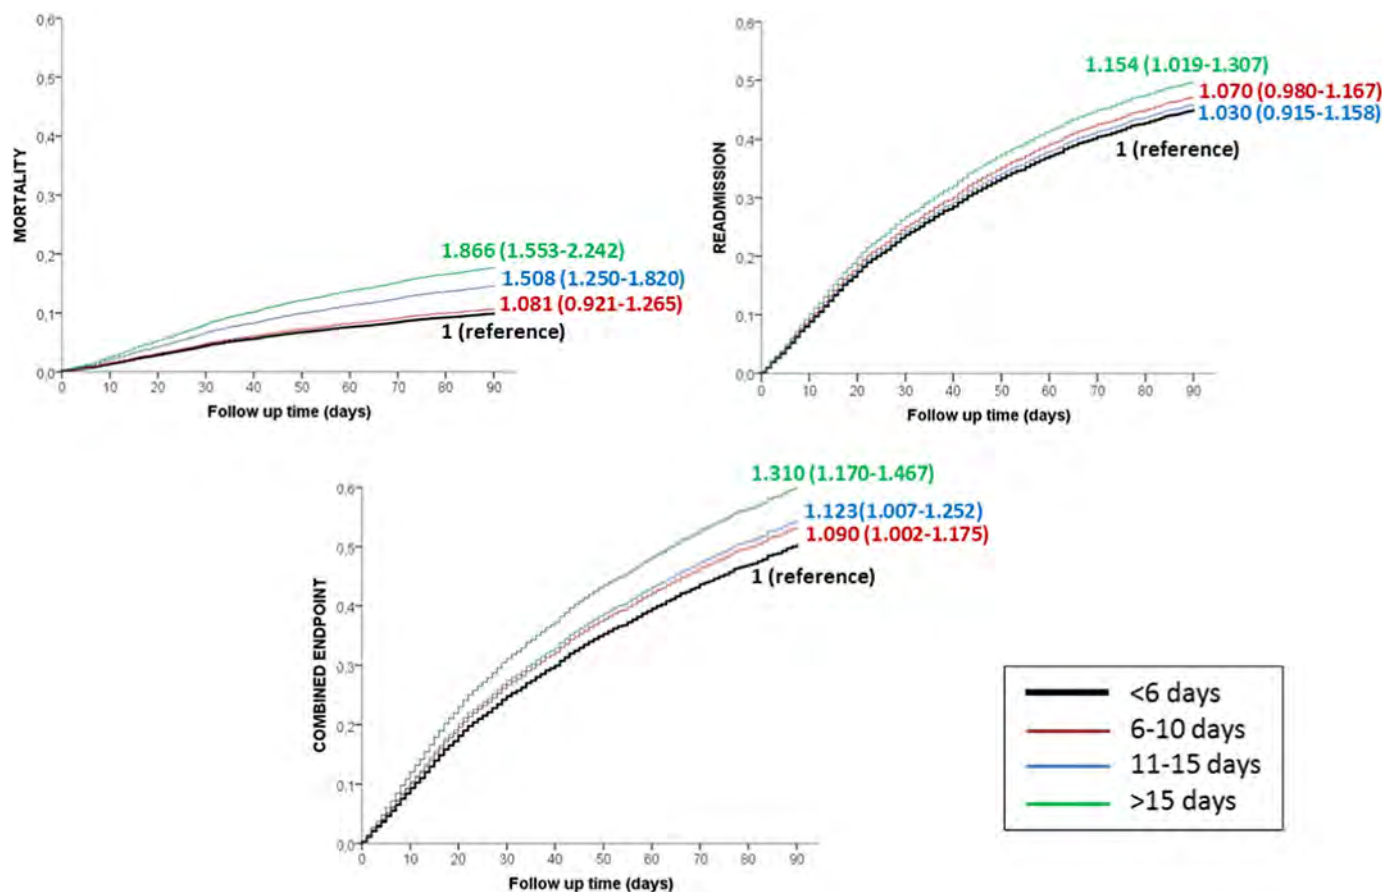 MORTALITY
0,6
0,5
0,4
0,3
0,2
0,1
0,0
1.866 (1.553-2.242)
1.508 (1.250-1.820)
1.081 (0.921-1.265)
1 (reference)
0 10 20 30 40 50 60 70 80 90
Follow up time (days)
READMISSION
0,6
0,5
0,4
0,3
0,2
0,1
0,0
1.154 (1.019-1.307)
1.070 (0.980-1.167)
1.030 (0.915-1.158)
1 (reference)
0 10 20 30 40 50 60 70 80 90
Follow up time (days)
COMBINED ENDPOINT
0,6
0,5
0,4
0,3
0,2
0,1
0,0
1.310 (1.170-1.467)
1.123(1.007-1.252)
1.090 (1.002-1.175)
1 (reference)
0 10 20 30 40 50 60 70 80 90
Follow up time (days)
<6 days
6-10 days
11-15 days
>15 days